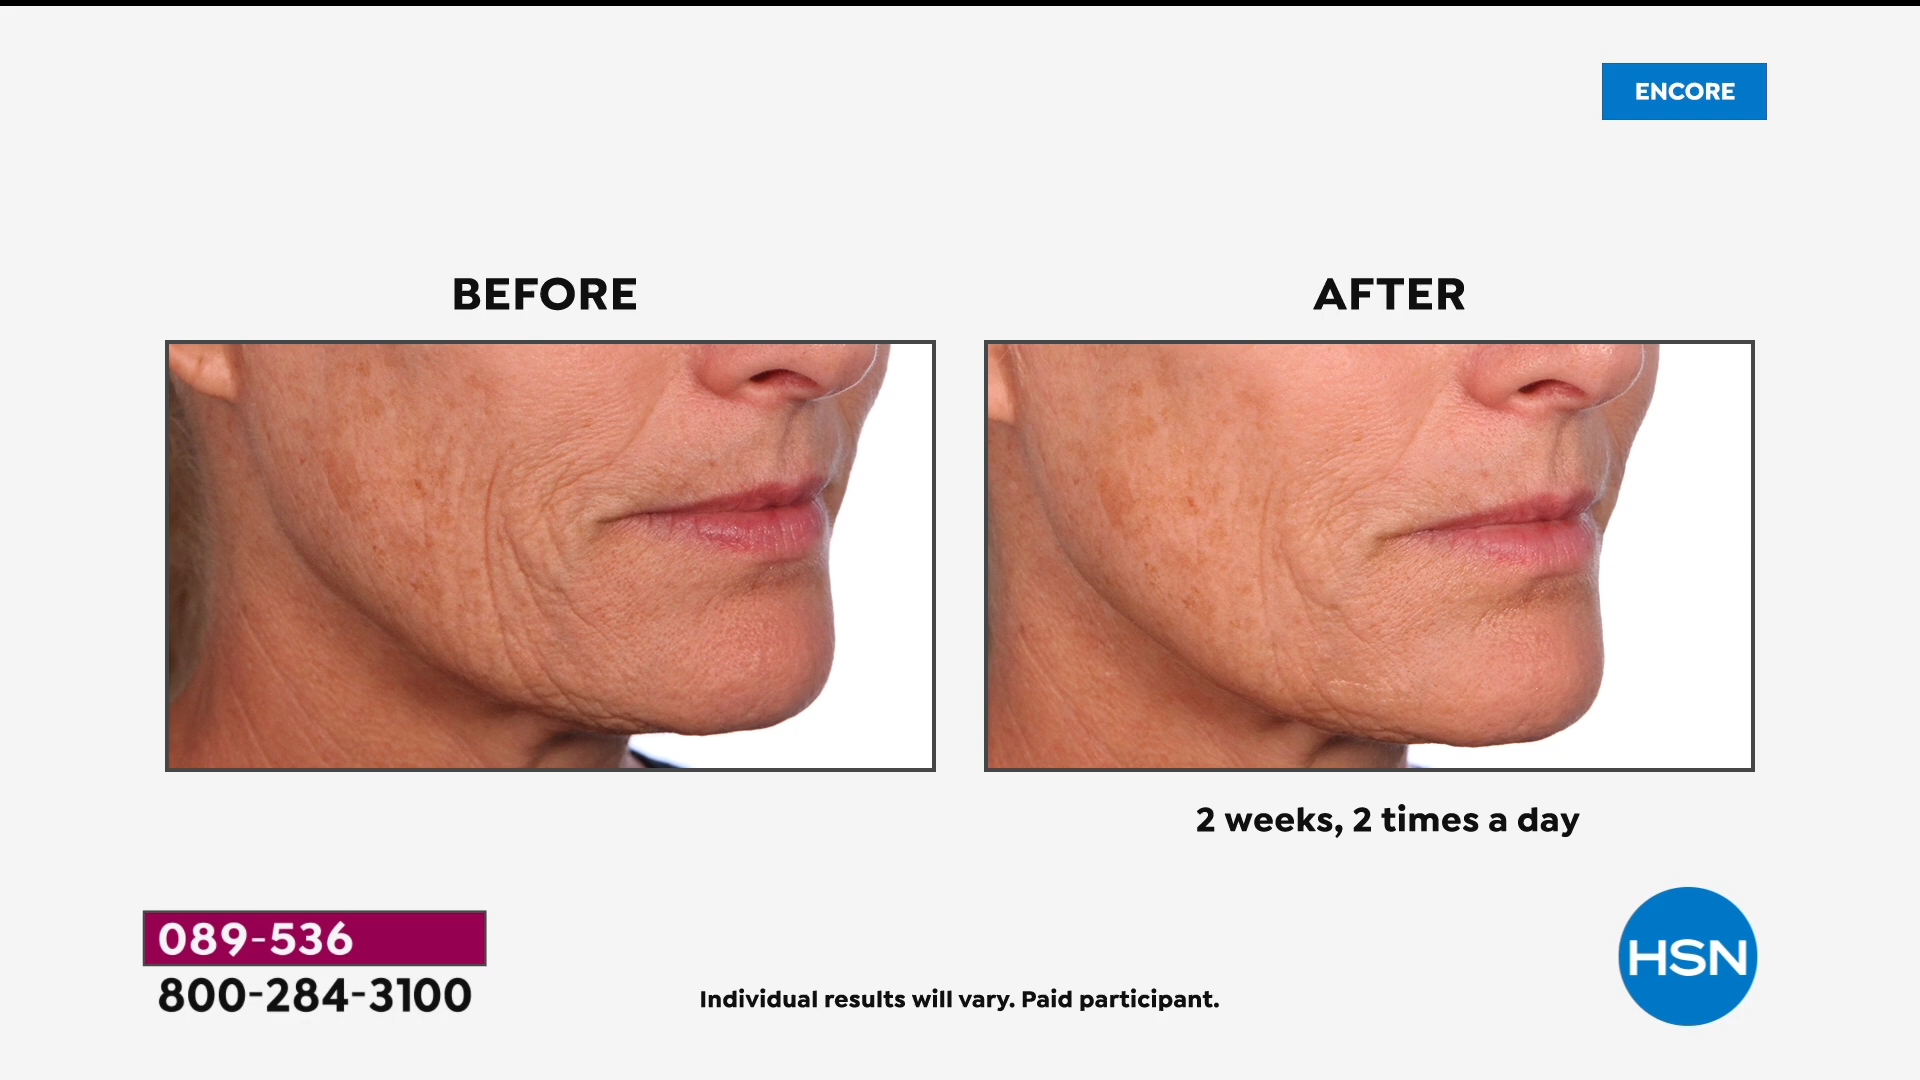 ENCORE
BEFORE
AFTER
2 weeks, 2 times a day
089-536
800-284-3100
Individual results will vary. Paid participant.
HSN